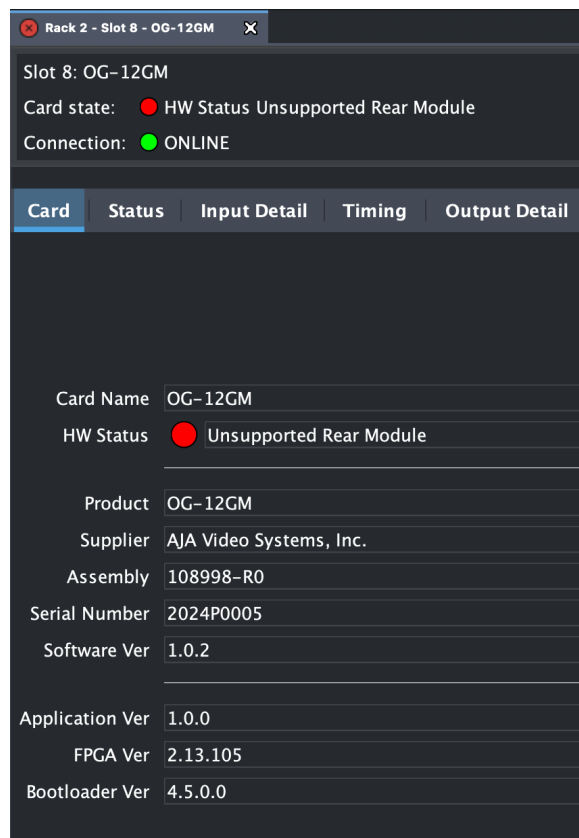 Rack 2 - Slot 8 - OG-12GM
Slot 8: OG-12GM
Card state: HW Status Unsupported Rear Module
Connection: ONLINE
Card Status Input Detail Timing Output Detail
Card Name OG-12GM
HW Status Unsupported Rear Module
Product OG-12GM
Supplier AJA Video Systems, Inc.
Assembly 108998-R0
Serial Number 2024P0005
Software Ver 1.0.2
Application Ver 1.0.0
FPGA Ver 2.13.105
Bootloader Ver 4.5.0.0